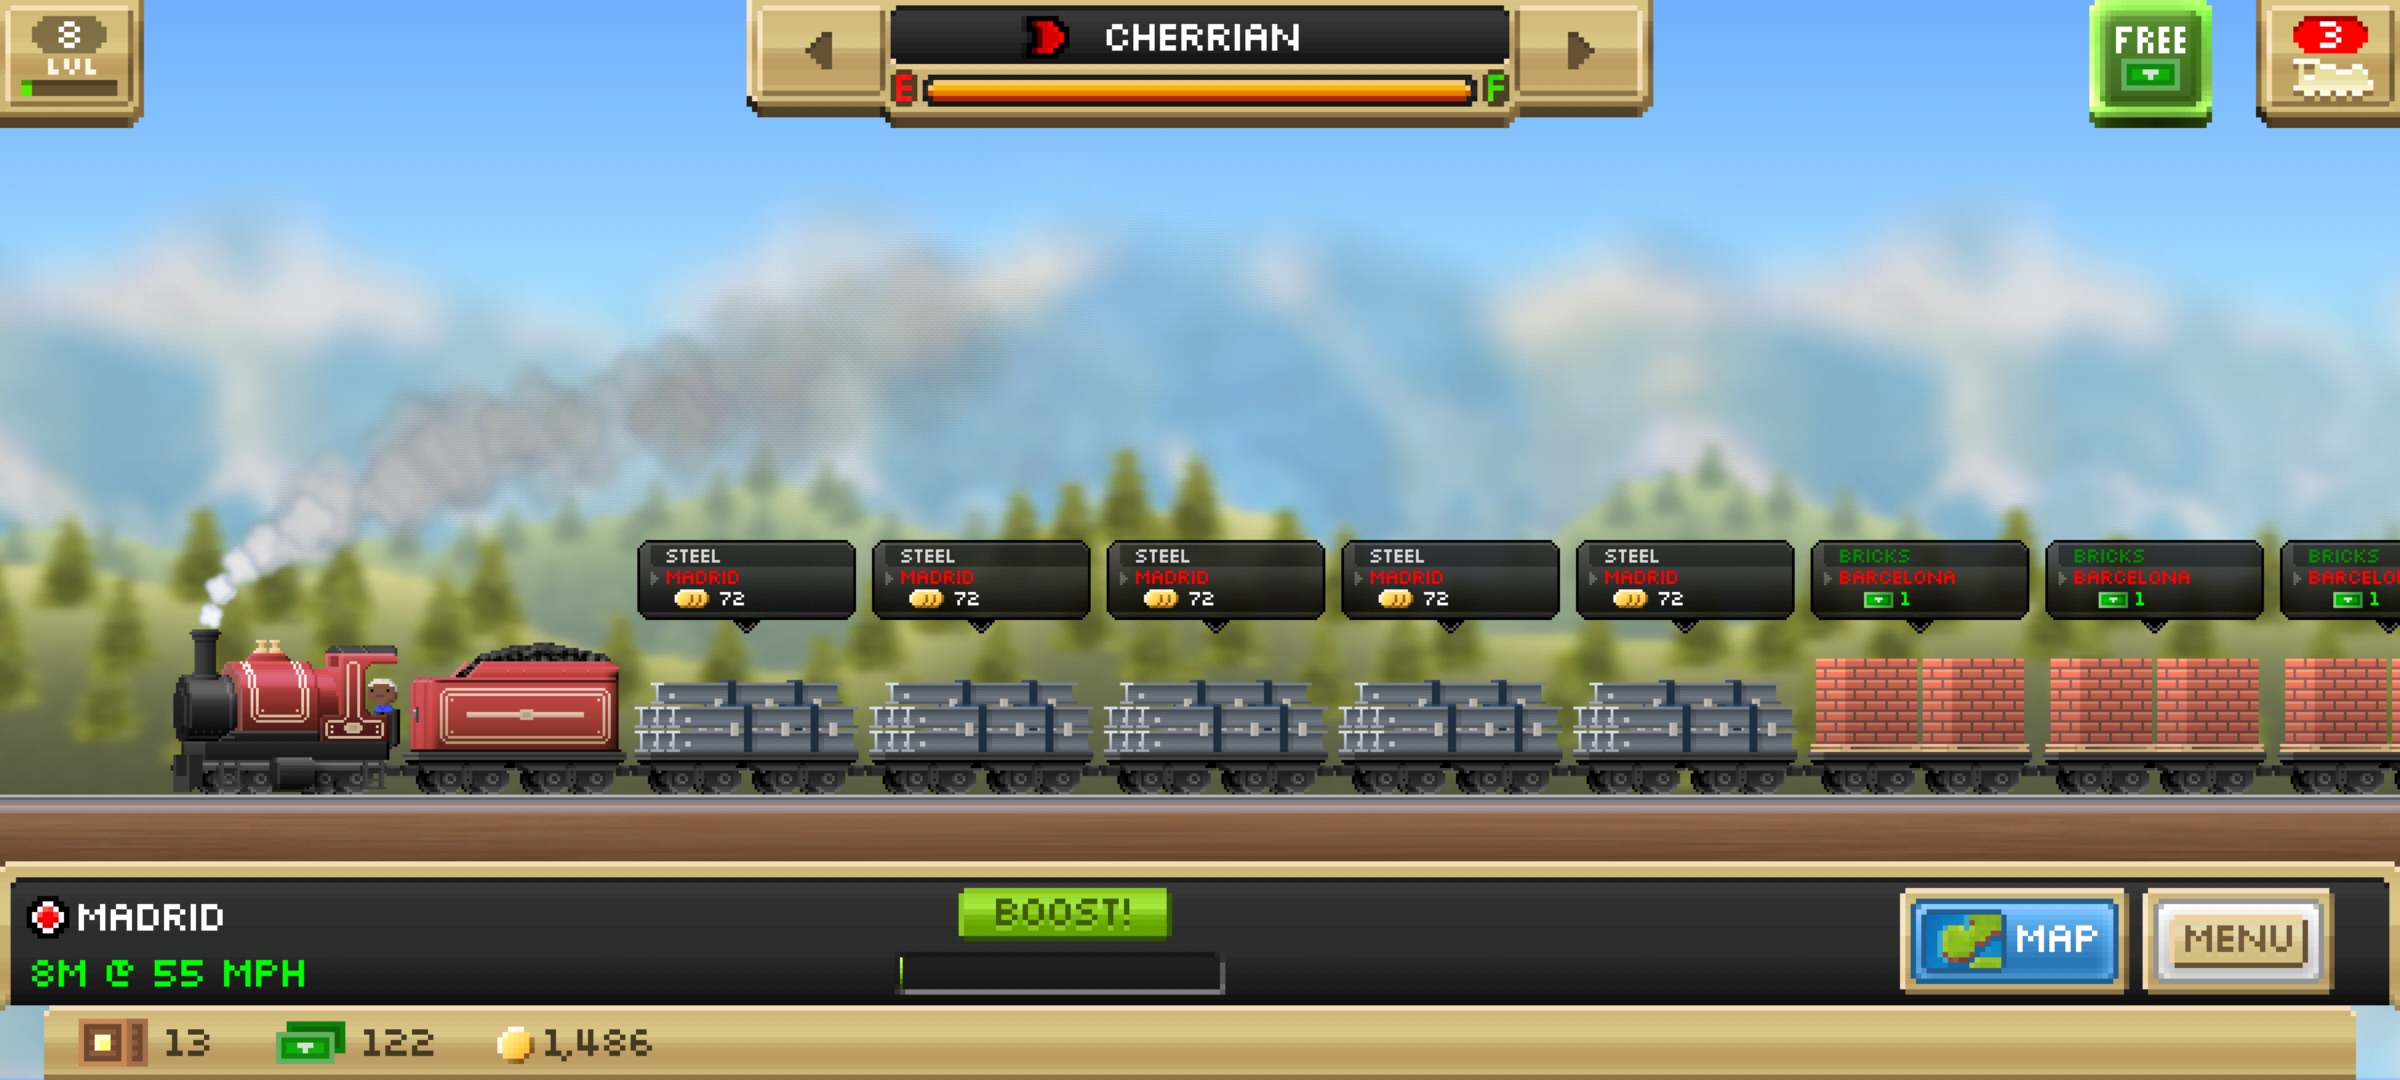 8
LVL
CHERRIAN
E
F
FREE
3
STEEL
MADRID
72
STEEL
MADRID
72
STEEL
MADRID
72
STEEL
MADRID
72
STEEL
MADRID
72
BRICKS
BARCELONA
1
BRICKS
BARCELONA
1
BRICKS
BARCELO
1
MADRID
8M @ 55 MPH
BOOST!
MAP
MENU
13
122
1,486